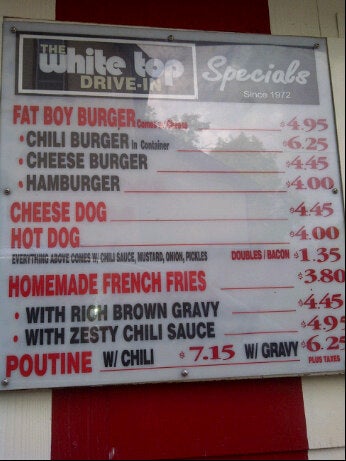 THE
white top
DRIVE-IN
Specials
Since 1972
FAT BOY BURGER Comes w/ Cheese $4.95
• CHILI BURGER In Container $6.25
• CHEESE BURGER $4.45
• HAMBURGER $4.00
CHEESE DOG $4.45
HOT DOG $4.00
EVERYTHING ABOVE COMES W/ CHILI SAUCE, MUSTARD, ONION, PICKLES DOUBLES / BACON $1.35
HOMEMADE FRENCH FRIES $3.80
• WITH RICH BROWN GRAVY $4.45
• WITH ZESTY CHILI SAUCE $4.95
POUTINE W/ CHILI $7.15 W/ GRAVY $6.25
PLUS TAXES